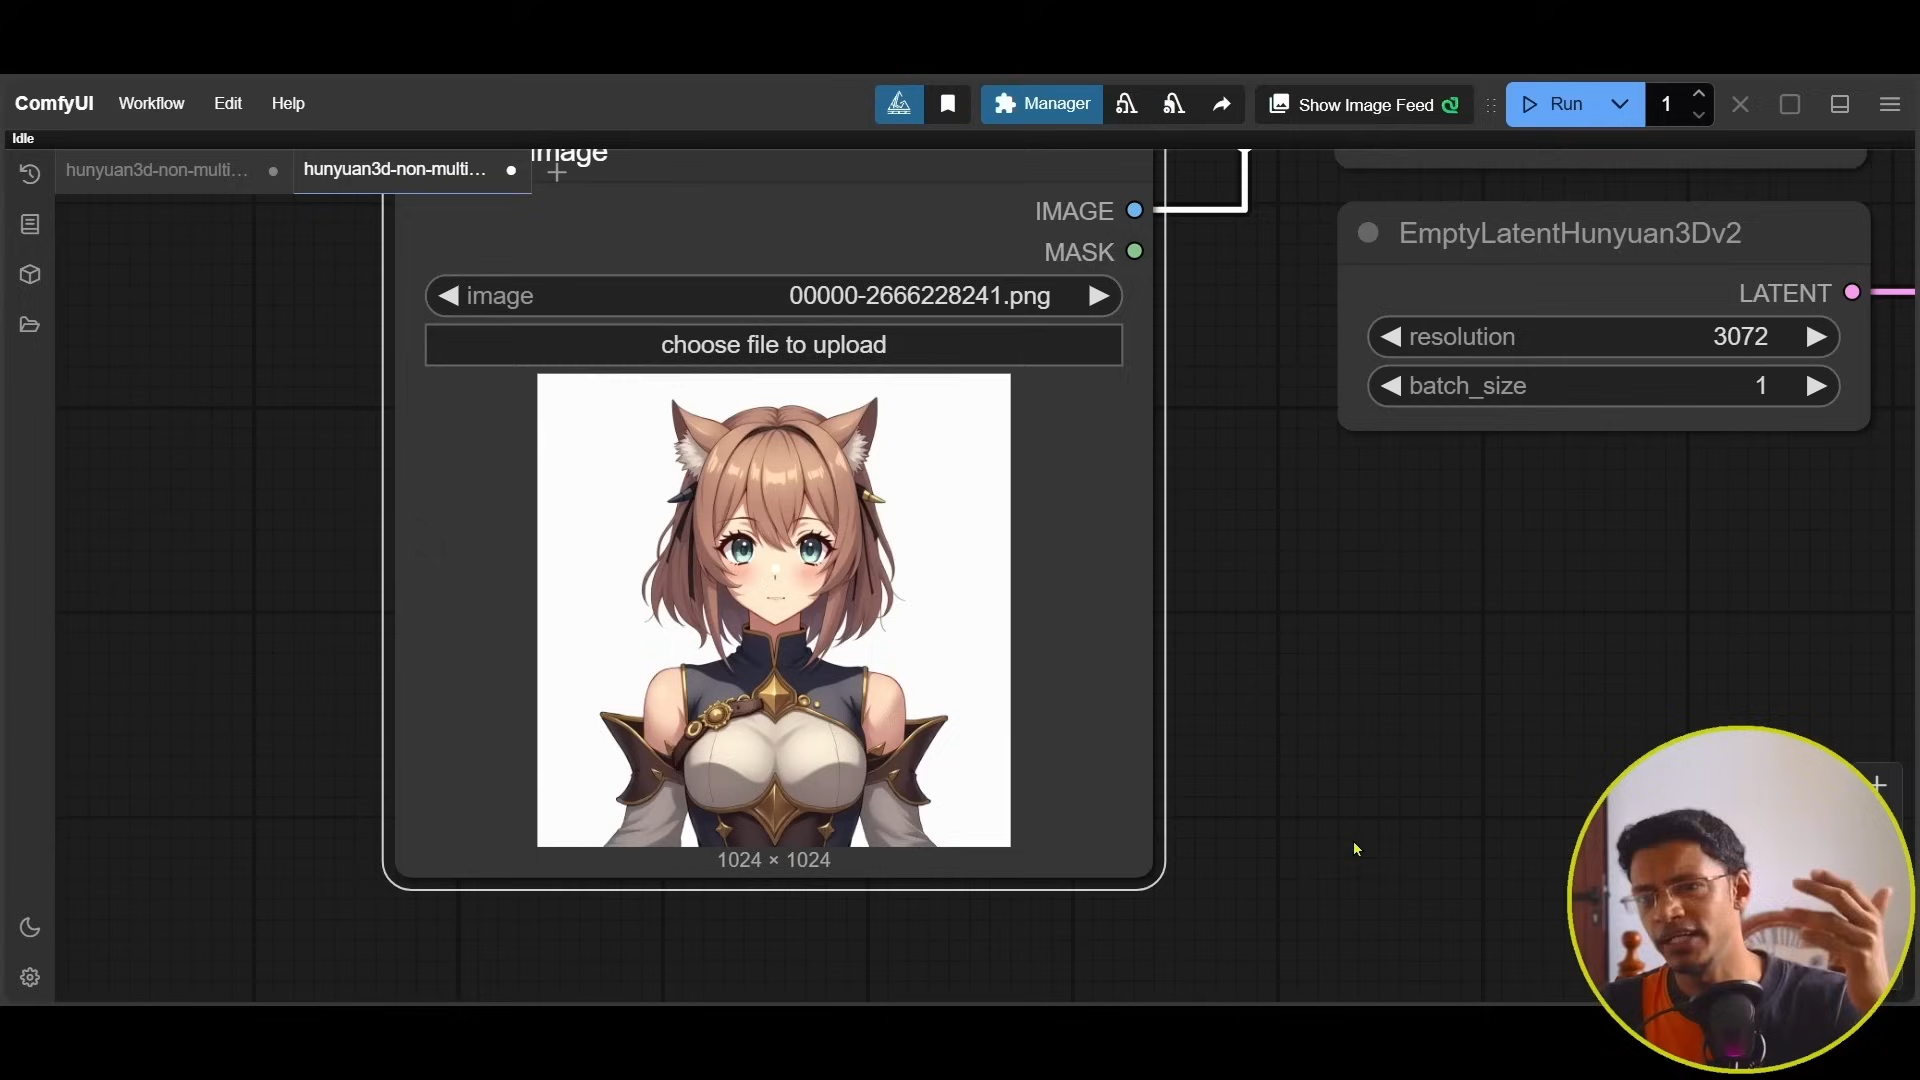 ComfyUI Workflow Edit Help Manager Show Image Feed Run 1
Idle
hunyuan3d-non-multi... hunyuan3d-non-multi... Image
IMAGE
MASK
image 00000-2666228241.png
choose file to upload
1024 × 1024
EmptyLatentHunyuan3Dv2
LATENT
resolution 3072
batch_size 1